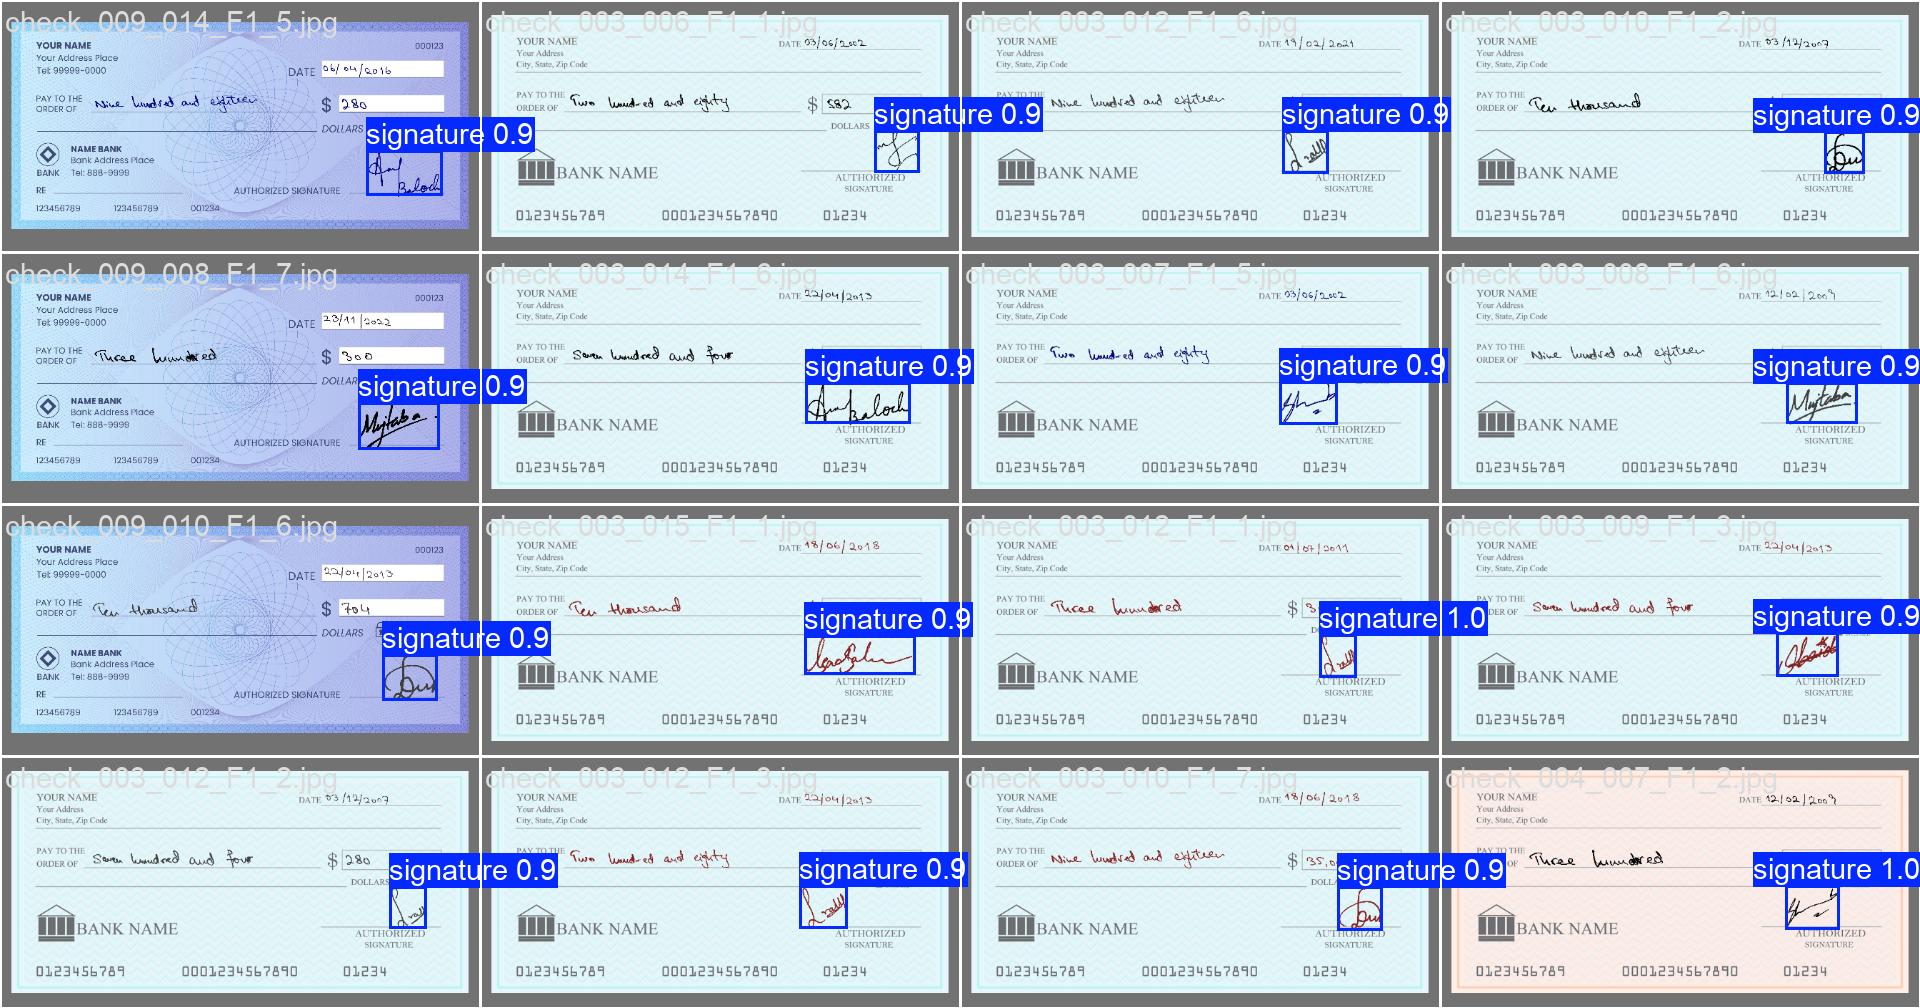 check_009_014_F1_5.jpg
YOUR NAME
000123
Your Address Place
Tel: 99999-0000
DATE 06/04/2016
PAY TO THE ORDER OF Nine hundred and eighteen
$ 280
DOLLARS
signature 0.9
NAME BANK
Bank Address Place
BANK Tel: 888-9999
Baloch
RE
AUTHORIZED SIGNATURE
123456789 123456789 001234
check_003_006_F1_1.jpg
YOUR NAME
DATE 03/06/2002
Your Address
City, State, Zip Code
PAY TO THE ORDER OF Two hundred and eighty
$ 582
DOLLARS
signature 0.9
BANK NAME
AUTHORIZED SIGNATURE
0123456789 0001234567890 01234
check_003_012_F1_6.jpg
YOUR NAME
DATE 19/02/2021
Your Address
City, State, Zip Code
PAY TO THE ORDER OF Nine hundred and eighteen
signature 0.9
BANK NAME
AUTHORIZED SIGNATURE
0123456789 0001234567890 01234
check_003_010_F1_2.jpg
YOUR NAME
DATE 03/12/2007
Your Address
City, State, Zip Code
PAY TO THE ORDER OF Ten thousand
signature 0.9
BANK NAME
AUTHORIZED SIGNATURE
0123456789 0001234567890 01234
check_009_008_F1_7.jpg
YOUR NAME
000123
Your Address Place
Tel: 99999-0000
DATE 23/11/2022
PAY TO THE ORDER OF Three hundred
$ 300
DOLLAR
signature 0.9
NAME BANK
Bank Address Place
BANK Tel: 888-9999
Mujtaba
RE
AUTHORIZED SIGNATURE
123456789 123456789 001234
check_003_014_F1_6.jpg
YOUR NAME
DATE 22/04/2013
Your Address
City, State, Zip Code
PAY TO THE ORDER OF Seven hundred and four
signature 0.9
Baloch
BANK NAME
AUTHORIZED SIGNATURE
0123456789 0001234567890 01234
check_003_007_F1_5.jpg
YOUR NAME
DATE 03/06/2002
Your Address
City, State, Zip Code
PAY TO THE ORDER OF Two hundred and eighty
signature 0.9
BANK NAME
AUTHORIZED SIGNATURE
0123456789 0001234567890 01234
check_003_008_F1_6.jpg
YOUR NAME
DATE 12/02/2009
Your Address
City, State, Zip Code
PAY TO THE ORDER OF Nine hundred and eighteen
signature 0.9
Mujtaba
BANK NAME
AUTHORIZED SIGNATURE
0123456789 0001234567890 01234
check_009_010_F1_6.jpg
YOUR NAME
000123
Your Address Place
Tel: 99999-0000
DATE 22/04/2013
PAY TO THE ORDER OF Ten thousand
$ 704
DOLLARS
signature 0.9
NAME BANK
Bank Address Place
BANK Tel: 888-9999
RE
AUTHORIZED SIGNATURE
123456789 123456789 001234
check_003_015_F1_1.jpg
YOUR NAME
DATE 18/06/2018
Your Address
City, State, Zip Code
PAY TO THE ORDER OF Ten thousand
signature 0.9
BANK NAME
AUTHORIZED SIGNATURE
0123456789 0001234567890 01234
check_003_012_F1_1.jpg
YOUR NAME
DATE 01/07/2011
Your Address
City, State, Zip Code
PAY TO THE ORDER OF Three hundred
$ 3
signature 1.0
BANK NAME
AUTHORIZED SIGNATURE
0123456789 0001234567890 01234
check_003_009_F1_3.jpg
YOUR NAME
DATE 22/04/2013
Your Address
City, State, Zip Code
PAY TO THE ORDER OF Seven hundred and four
signature 0.9
BANK NAME
AUTHORIZED SIGNATURE
0123456789 0001234567890 01234
check_003_012_F1_2.jpg
YOUR NAME
DATE 03/12/2007
Your Address
City, State, Zip Code
PAY TO THE ORDER OF Seven hundred and four
$ 280
DOLLARS
signature 0.9
BANK NAME
AUTHORIZED SIGNATURE
0123456789 0001234567890 01234
check_003_012_F1_3.jpg
YOUR NAME
DATE 22/04/2013
Your Address
City, State, Zip Code
PAY TO THE ORDER OF Two hundred and eighty
signature 0.9
BANK NAME
AUTHORIZED SIGNATURE
0123456789 0001234567890 01234
check_003_010_F1_7.jpg
YOUR NAME
DATE 18/06/2018
Your Address
City, State, Zip Code
PAY TO THE ORDER OF Nine hundred and eighteen
$ 35,0
DOLL
signature 0.9
BANK NAME
AUTHORIZED SIGNATURE
0123456789 0001234567890 01234
check_004_007_F1_2.jpg
YOUR NAME
DATE 12/02/2009
Your Address
City, State, Zip Code
PAY TO THE ORDER OF Three hundred
signature 1.0
BANK NAME
AUTHORIZED SIGNATURE
0123456789 0001234567890 01234